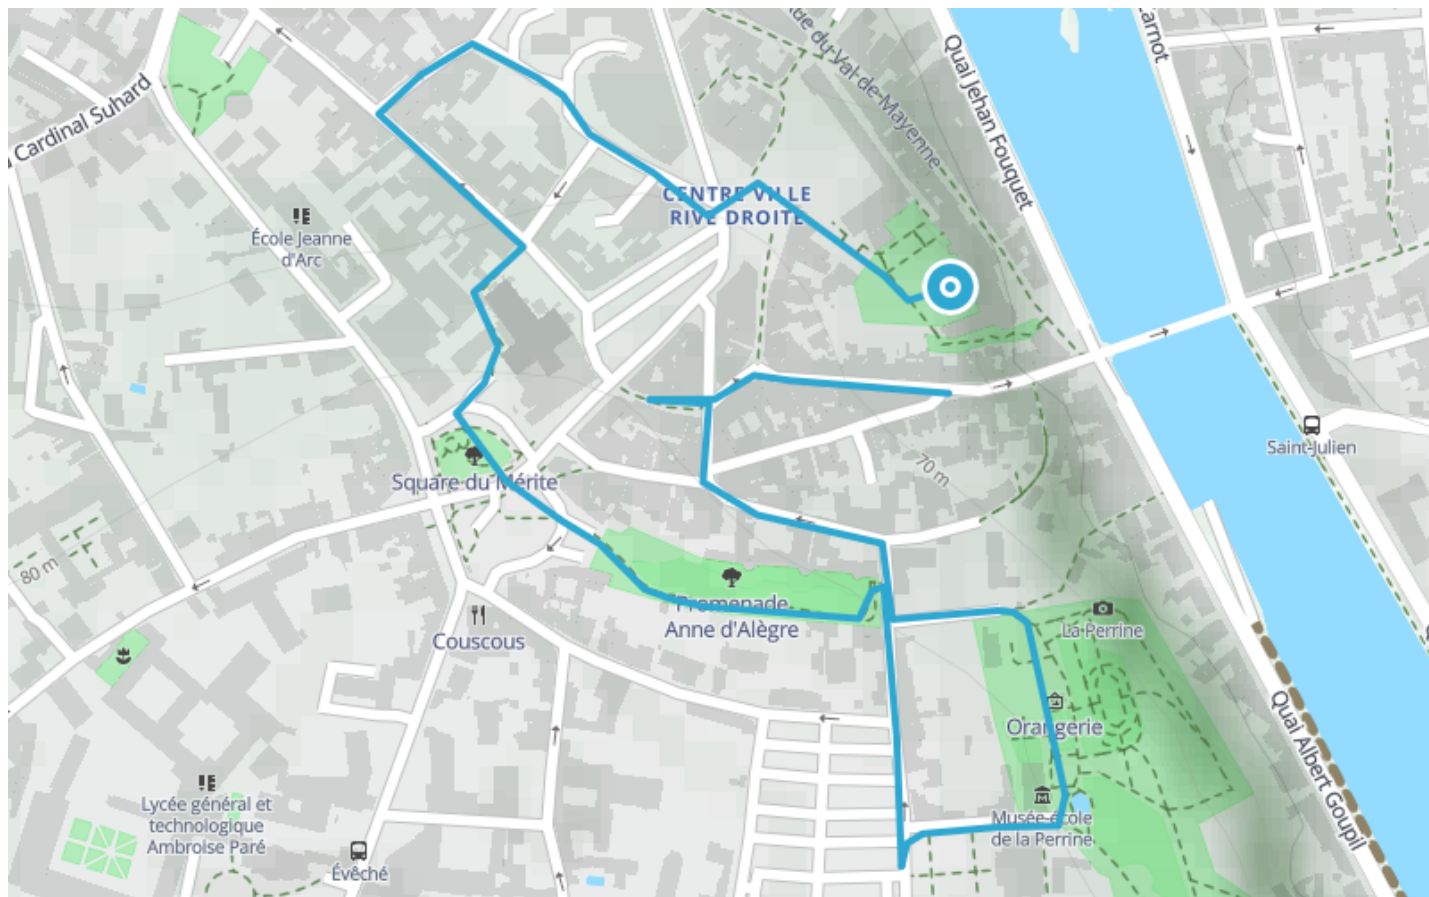 Rue du Val de Mayenne
Quai Jehan Fouquet
Carnot
Cardinal Suhard
CENTRE VILLE
RIVE DROITE
École Jeanne
d'Arc
Saint-Julien
70 m
Square du Mérite
80 m
Promenade
Anne d'Alègre
La Perrine
Couscous
Orangerie
Quai Albert Goupil
Lycée général et
technologique
Ambroise Paré
Musée-école
de la Perrine
Évêché